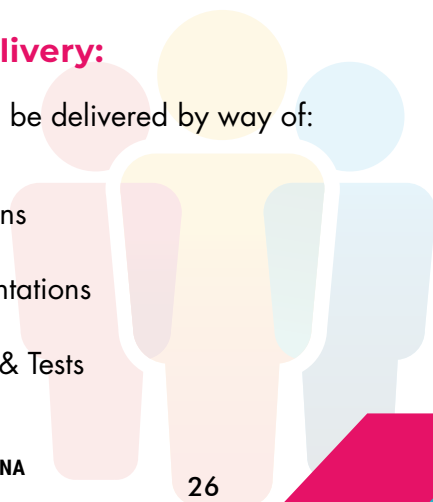 livery:
be delivered by way of:
ns
ntations
& Tests
NA
26